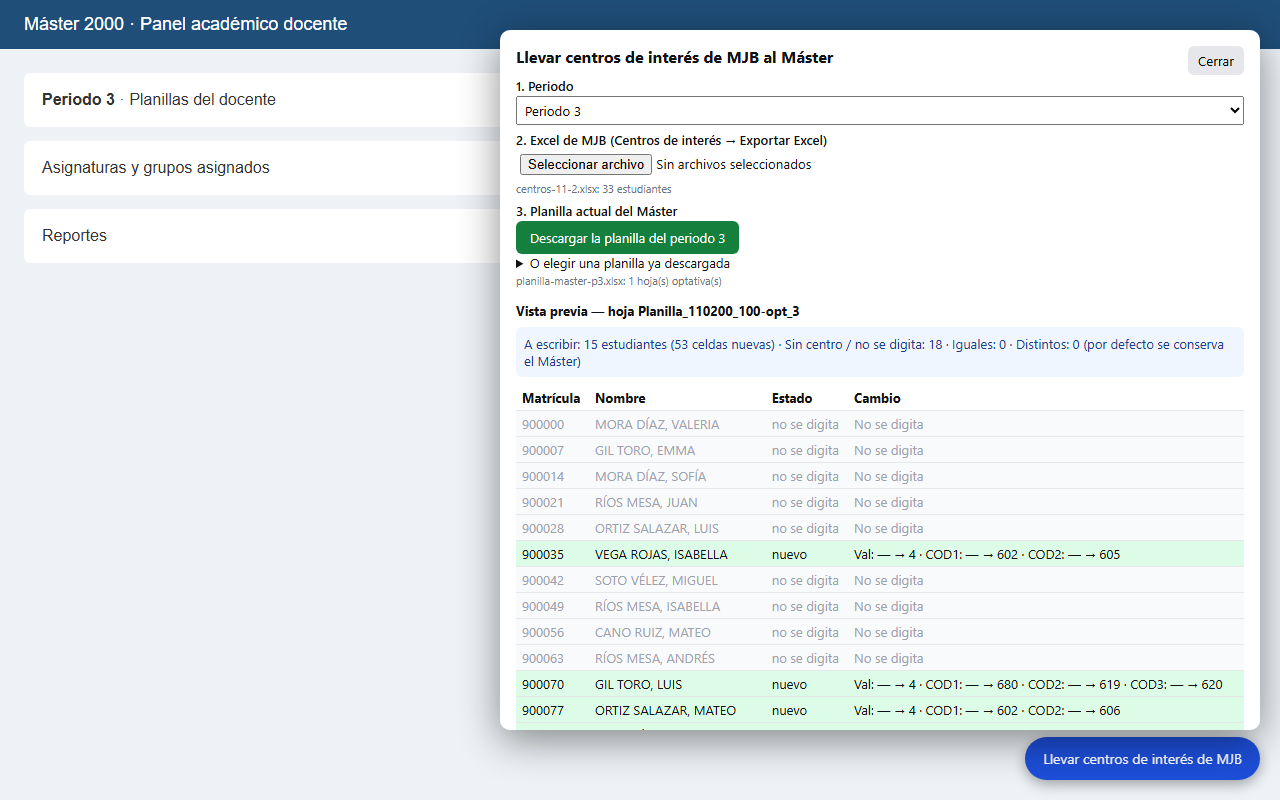 Máster 2000 · Panel académico docente
Periodo 3 · Planillas del docente
Asignaturas y grupos asignados
Reportes
Llevar centros de interés de MJB al Máster
Cerrar
1. Periodo
Periodo 3
2. Excel de MJB (Centros de interés → Exportar Excel)
Seleccionar archivo Sin archivos seleccionados
centros-11-2.xlsx: 33 estudiantes
3. Planilla actual del Máster
Descargar la planilla del periodo 3
O elegir una planilla ya descargada
planilla-master-p3.xlsx: 1 hoja(s) optativa(s)
Vista previa — hoja Planilla_110200_100-opt_3
A escribir: 15 estudiantes (53 celdas nuevas) · Sin centro / no se digita: 18 · Iguales: 0 · Distintos: 0 (por defecto se conserva
el Máster)
Matrícula Nombre Estado Cambio
900000 MORA DÍAZ, VALERIA no se digita No se digita
900007 GIL TORO, EMMA no se digita No se digita
900014 MORA DÍAZ, SOFÍA no se digita No se digita
900021 RÍOS MESA, JUAN no se digita No se digita
900028 ORTIZ SALAZAR, LUIS no se digita No se digita
900035 VEGA ROJAS, ISABELLA nuevo Val: — → 4 · COD1: — → 602 · COD2: — → 605
900042 SOTO VÉLEZ, MIGUEL no se digita No se digita
900049 RÍOS MESA, ISABELLA no se digita No se digita
900056 CANO RUIZ, MATEO no se digita No se digita
900063 RÍOS MESA, ANDRÉS no se digita No se digita
900070 GIL TORO, LUIS nuevo Val: — → 4 · COD1: — → 680 · COD2: — → 619 · COD3: — → 620
900077 ORTIZ SALAZAR, MATEO nuevo Val: — → 4 · COD1: — → 602 · COD2: — → 606
Llevar centros de interés de MJB